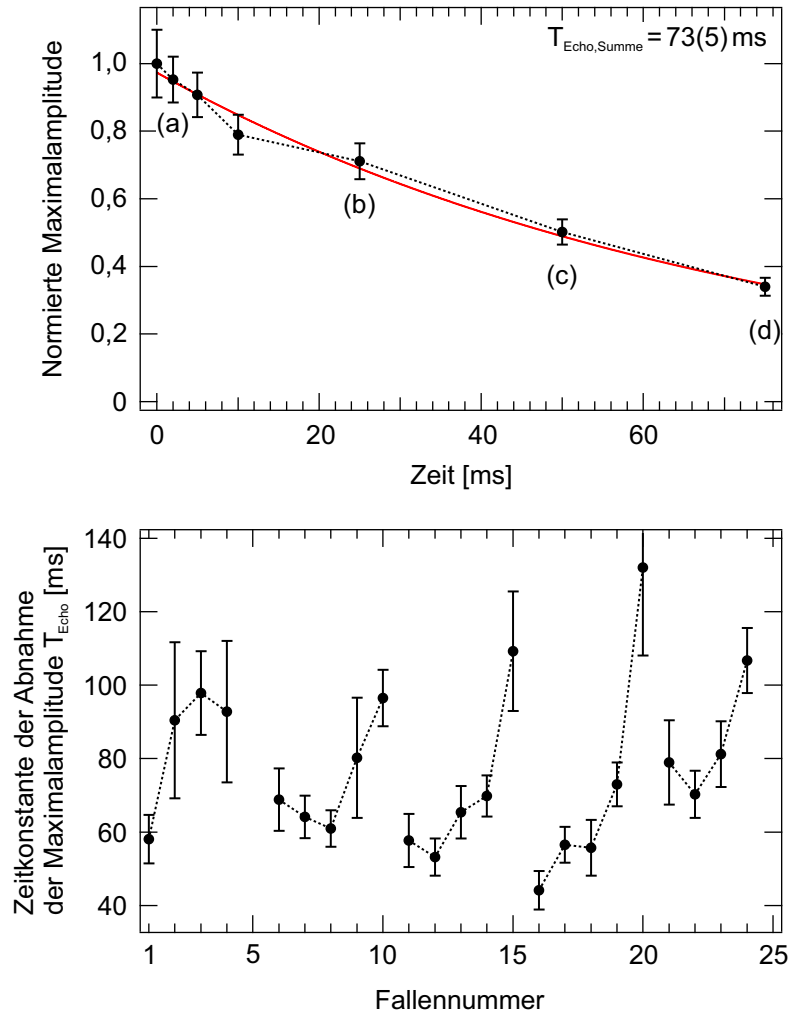 T_Echo,Summe = 73(5) ms
Normierte Maximalamplitude
1,0
0,8
0,6
0,4
0,2
0
(a)
(b)
(c)
(d)
0 20 40 60
Zeit [ms]
Zeitkonstante der Abnahme
der Maximalamplitude T_Echo [ms]
140
120
100
80
60
40
1 5 10 15 20 25
Fallennummer